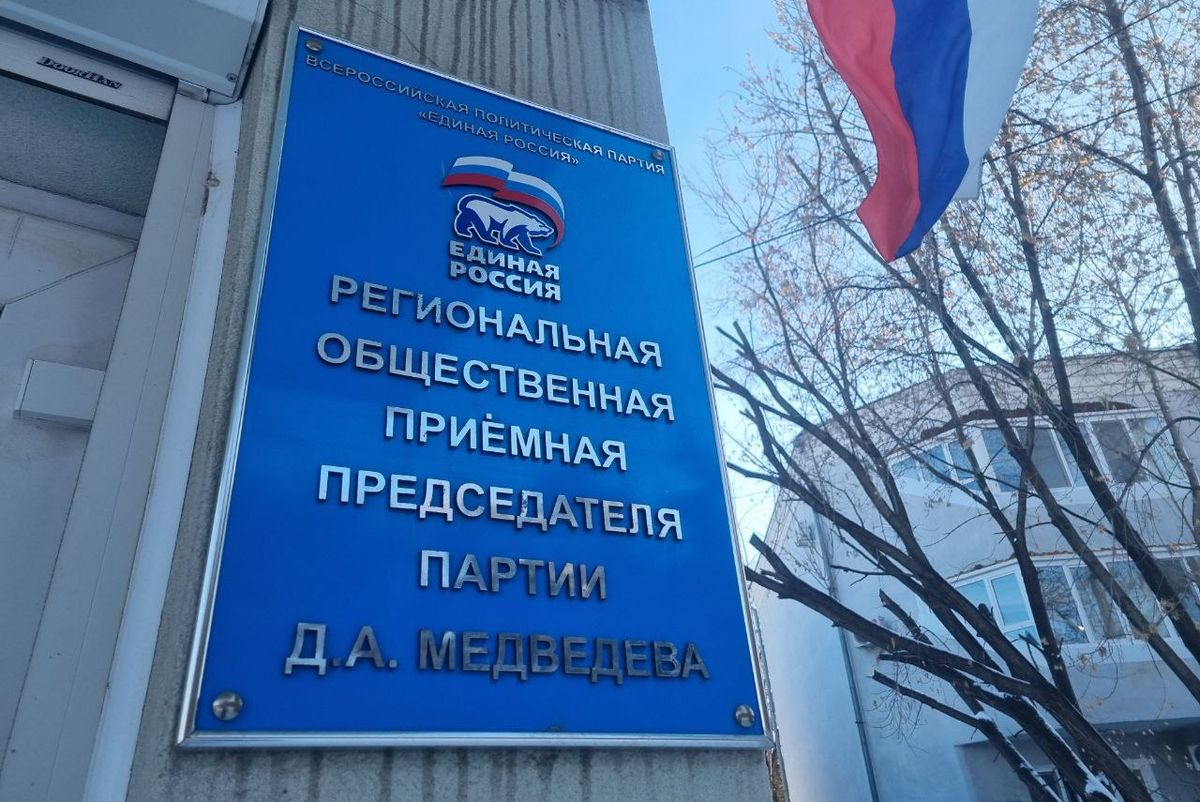 DOORHAN
ВСЕРОССИЙСКАЯ ПОЛИТИЧЕСКАЯ ПАРТИЯ
«ЕДИНАЯ РОССИЯ»
ЕДИНАЯ
РОССИЯ
РЕГИОНАЛЬНАЯ
ОБЩЕСТВЕННАЯ
ПРИЁМНАЯ
ПРЕДСЕДАТЕЛЯ
ПАРТИИ
Д.А. МЕДВЕДЕВА